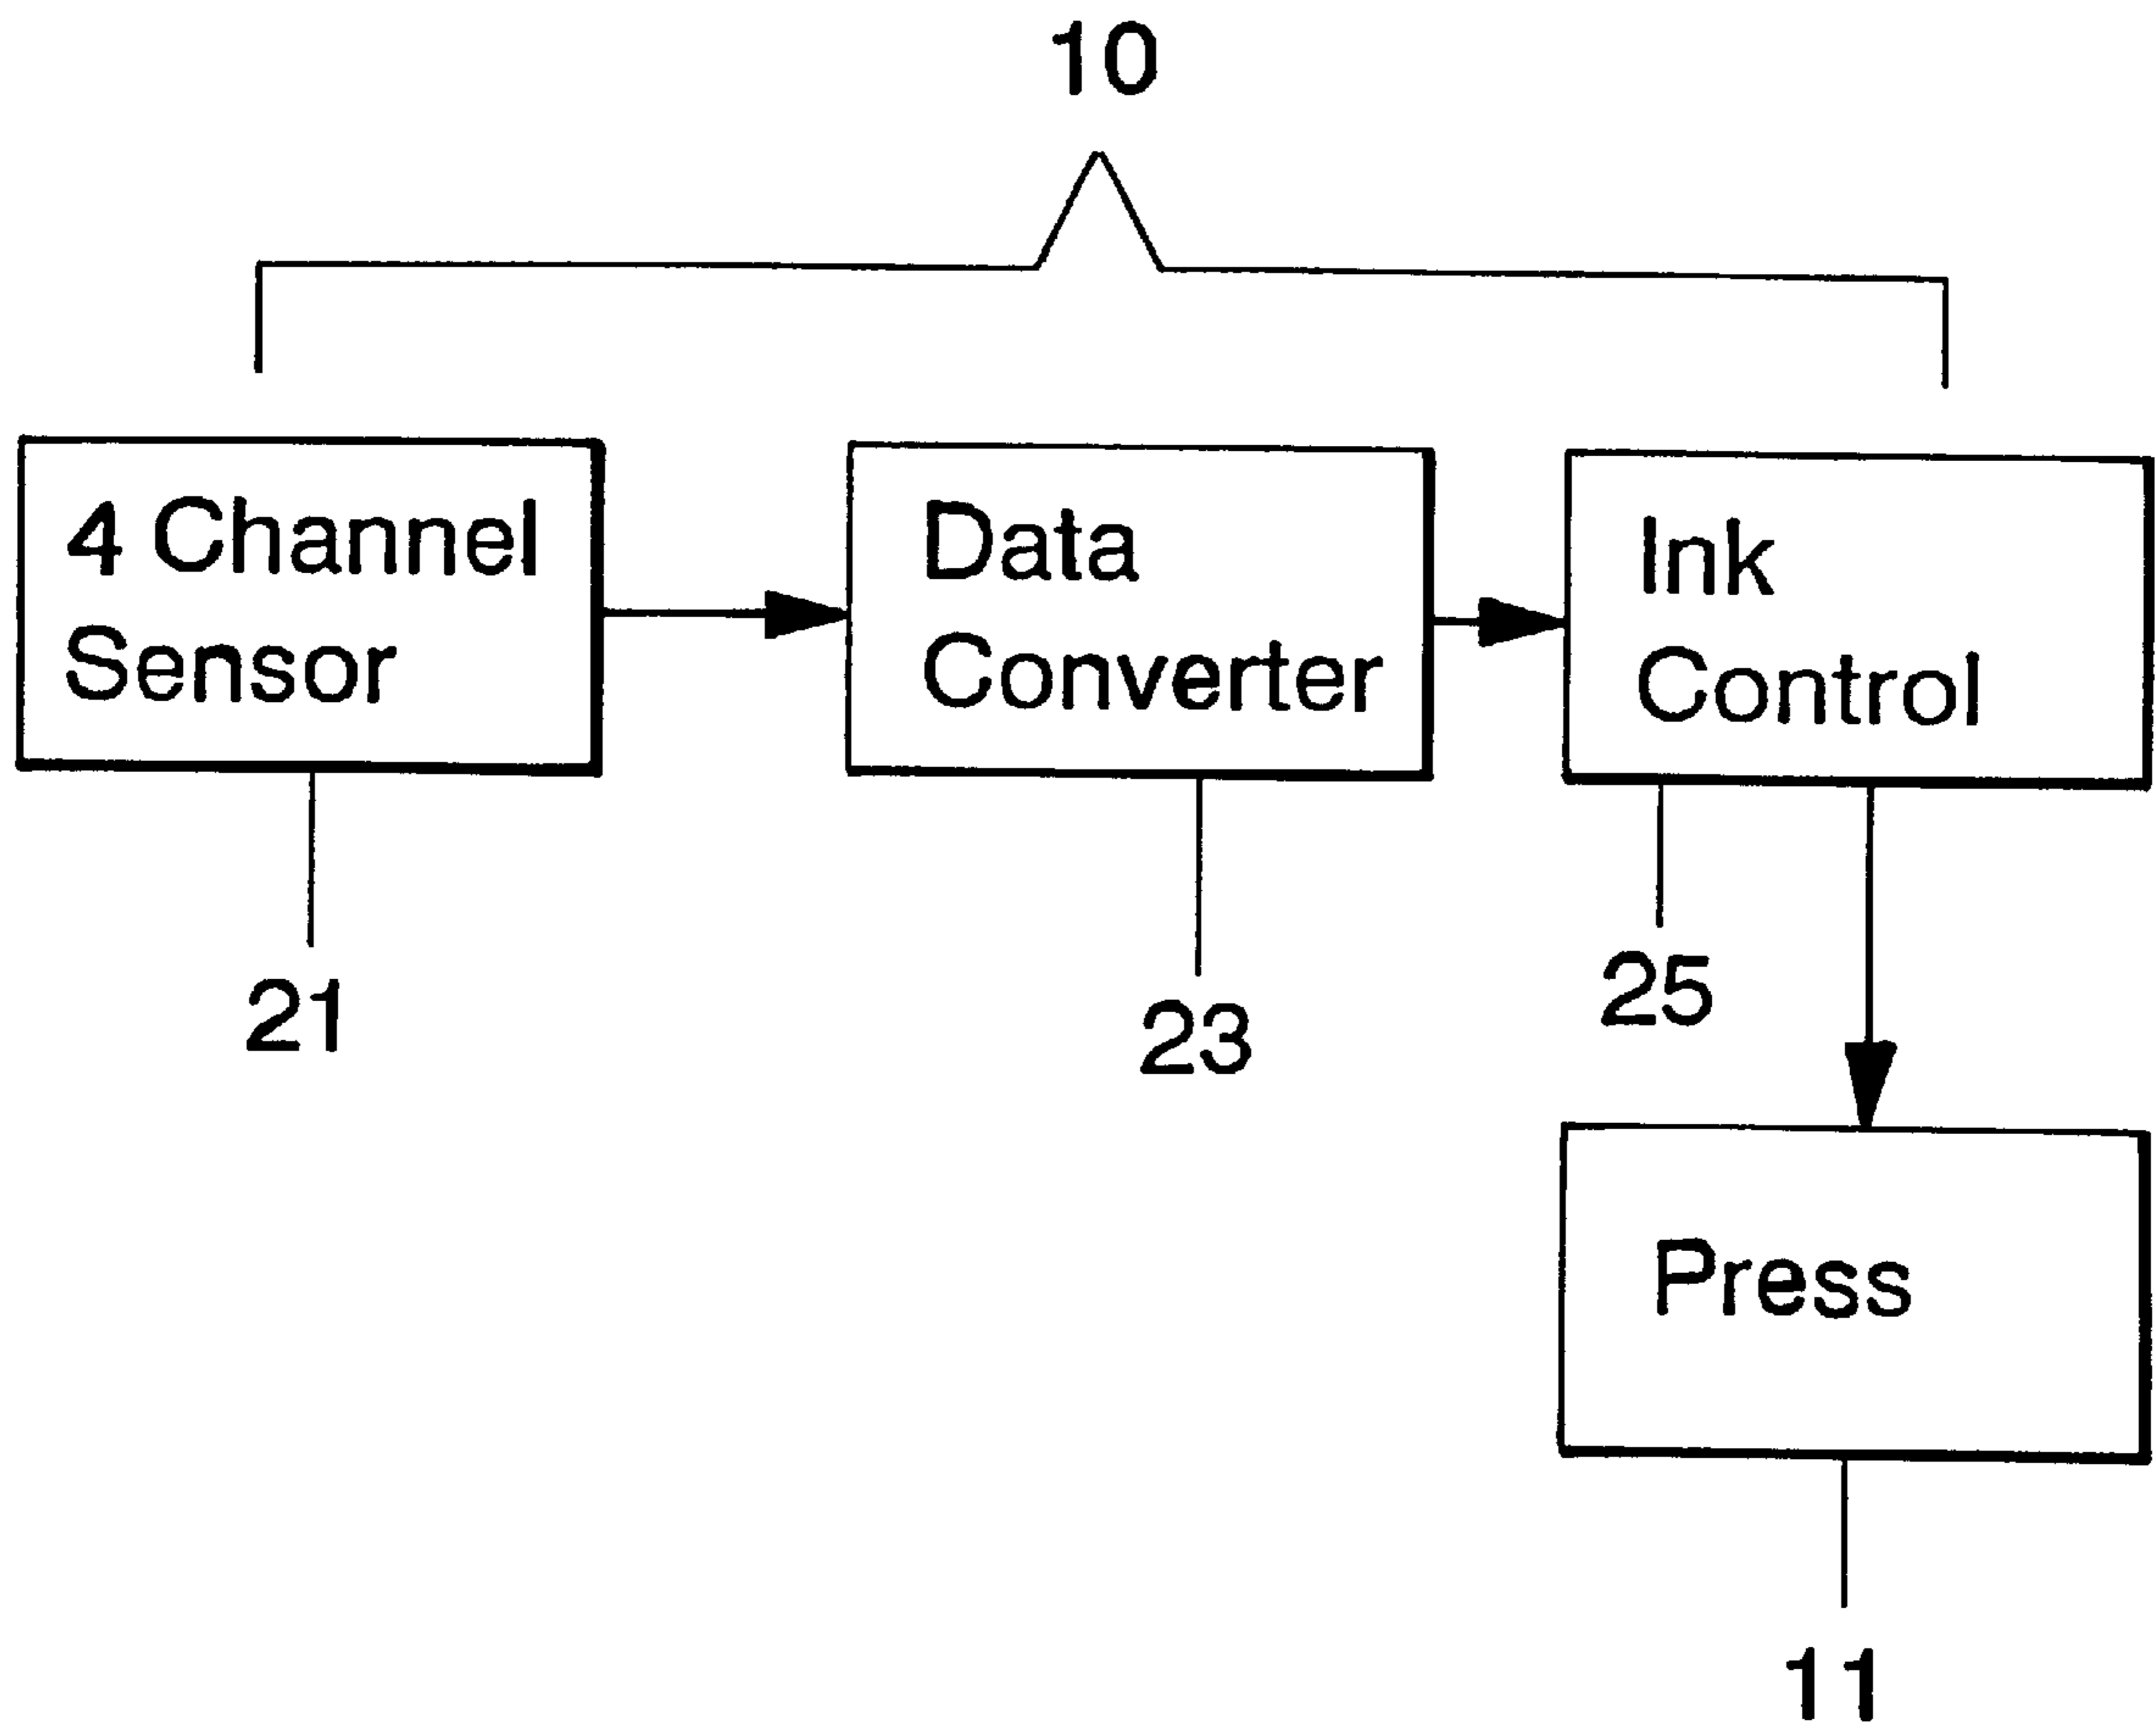 10
4 Channel
Sensor
Data
Converter
Ink
Control
21
23
25
Press
11